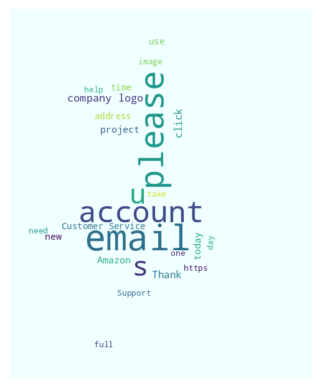 use
image
help time
company logo
please
address
project
click
u take
account
Customer Service
need new
email
today day
one
Amazon
s https
Thank
Support
full